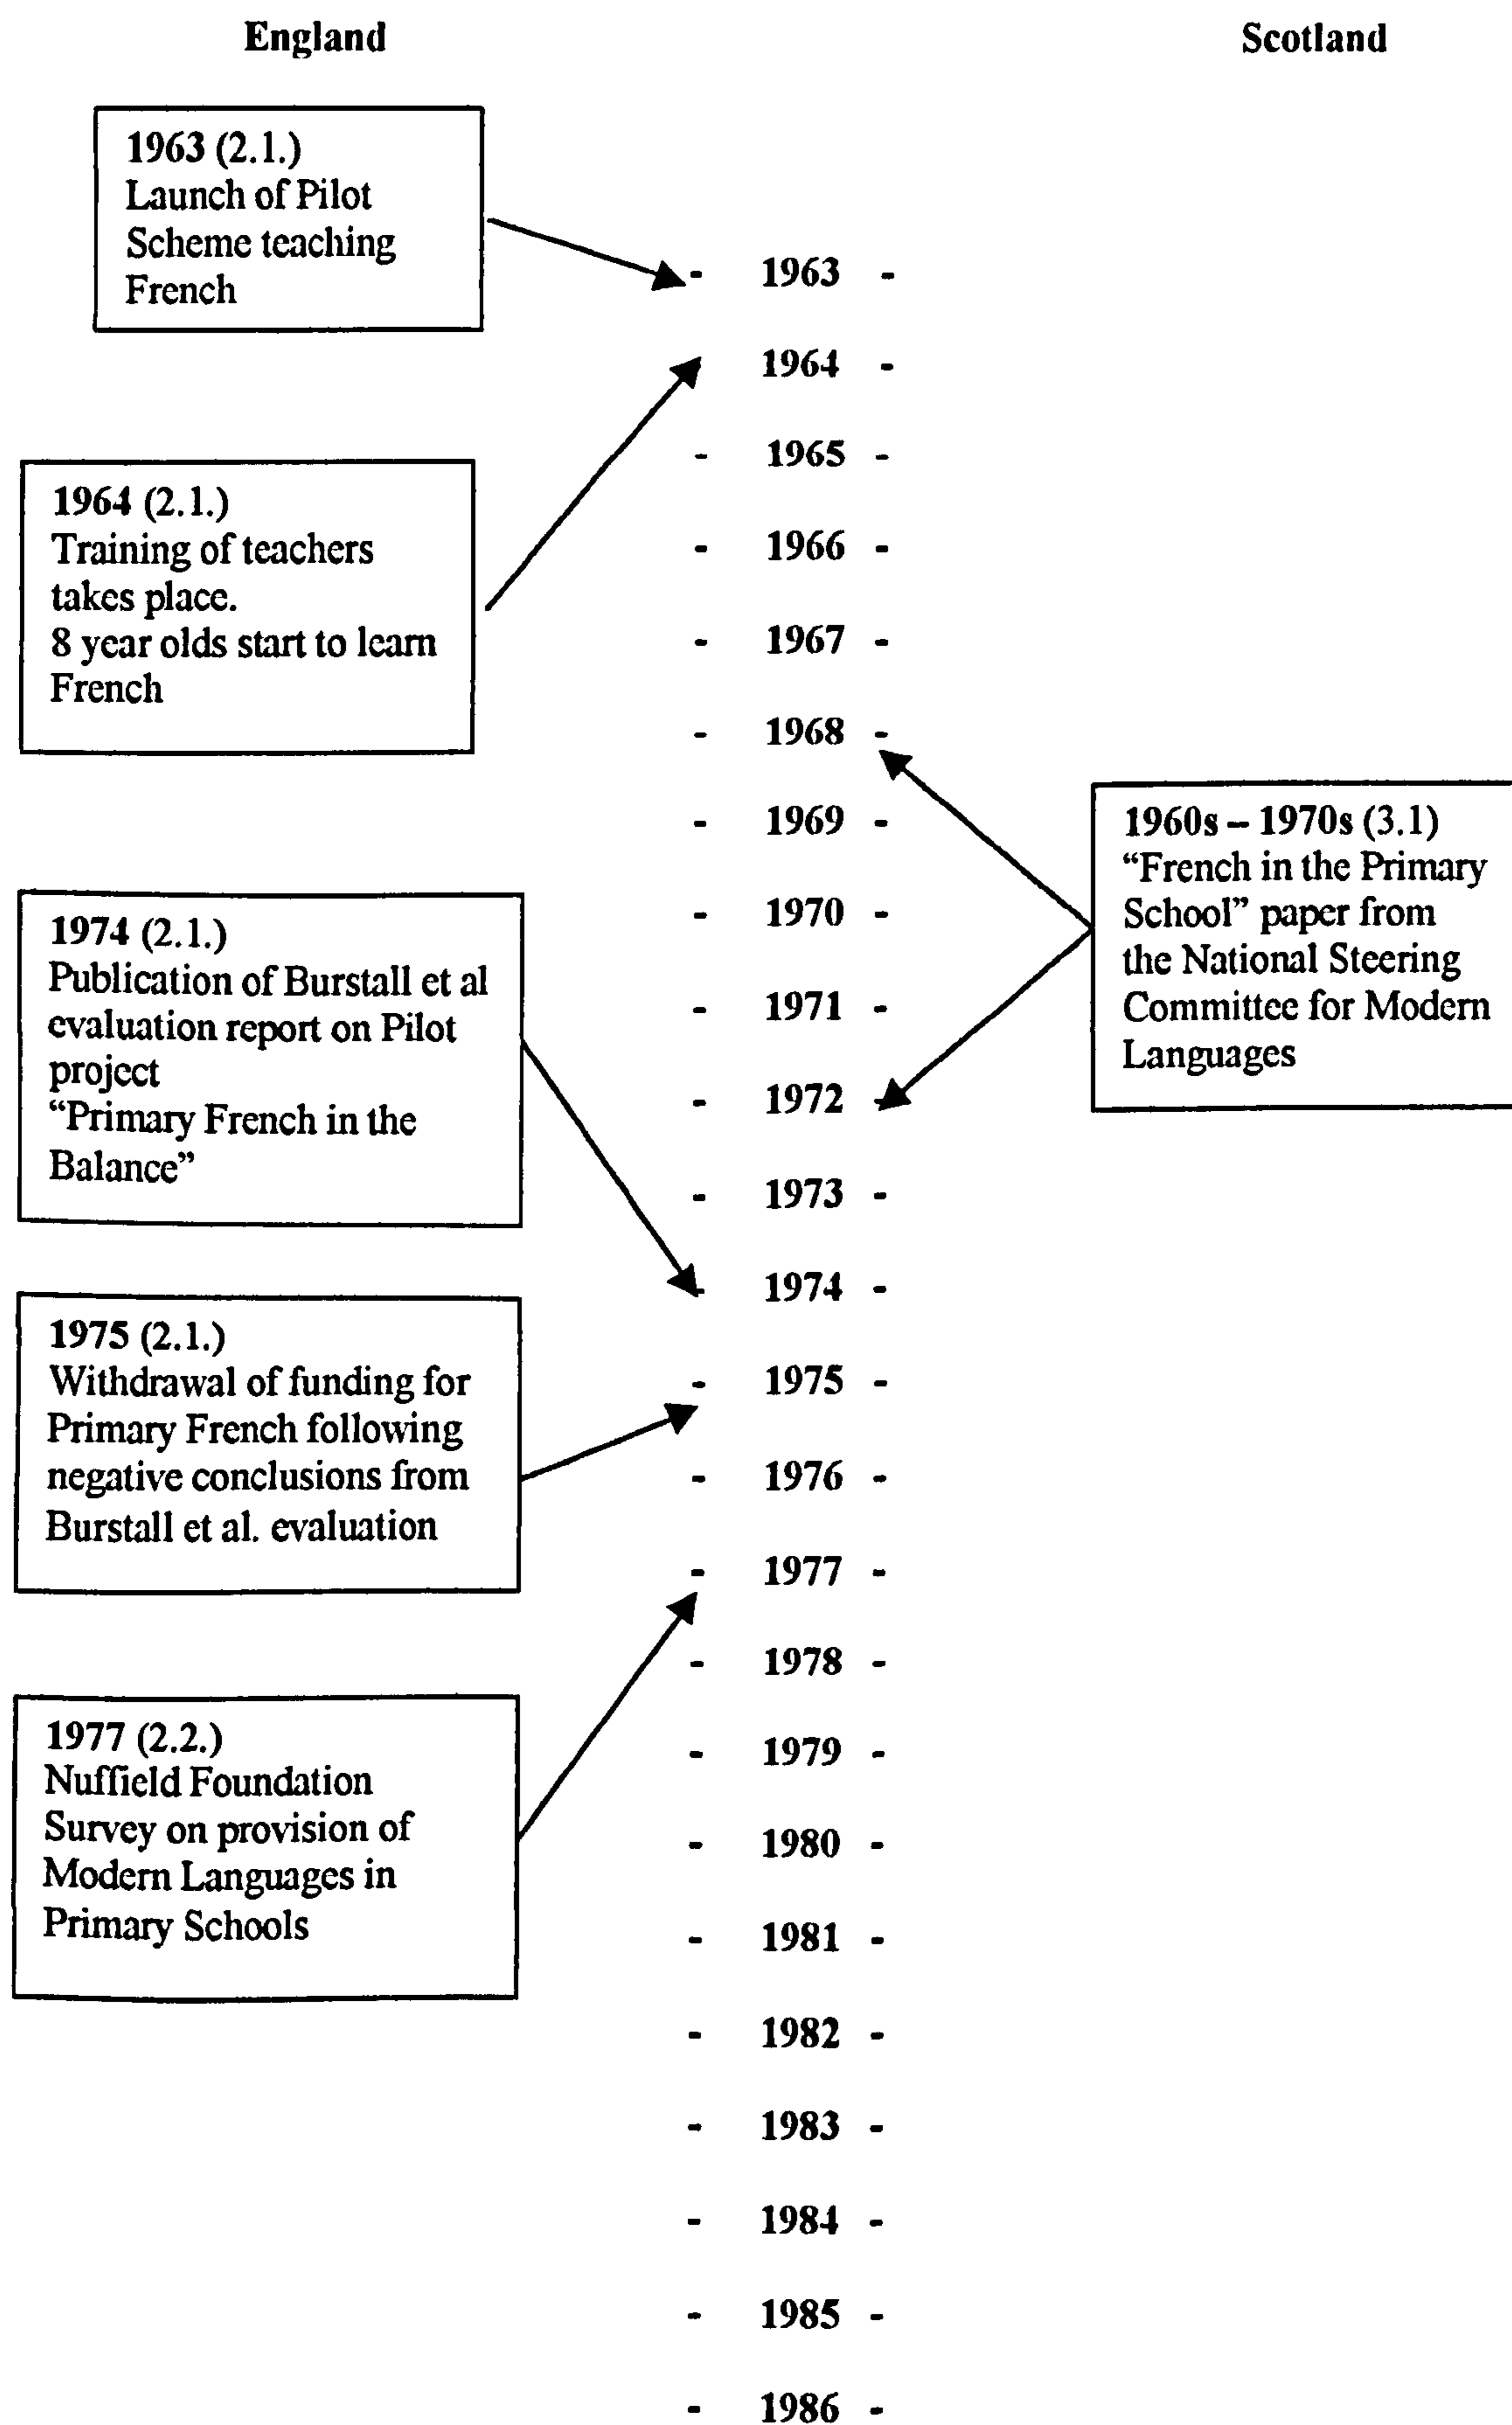 England
Scotland
1963 (2.1.)
Launch of Pilot
Scheme teaching
French
1964 (2.1.)
Training of teachers
takes place.
8 year olds start to learn
French
1974 (2.1.)
Publication of Burstall et al
evaluation report on Pilot
project
“Primary French in the
Balance”
1975 (2.1.)
Withdrawal of funding for
Primary French following
negative conclusions from
Burstall et al. evaluation
1977 (2.2.)
Nuffield Foundation
Survey on provision of
Modern Languages in
Primary Schools
- 1963 -
1964 -
- 1965 -
- 1966 -
- 1967 -
- 1968 -
- 1969 -
- 1970 -
- 1971 -
- 1972 -
- 1973 -
- 1974 -
- 1975 -
- 1976 -
- 1977 -
- 1978 -
- 1979 -
- 1980 -
- 1981 -
- 1982 -
- 1983 -
- 1984 -
- 1985 -
- 1986 -
1960s – 1970s (3.1)
“French in the Primary
School” paper from
the National Steering
Committee for Modern
Languages